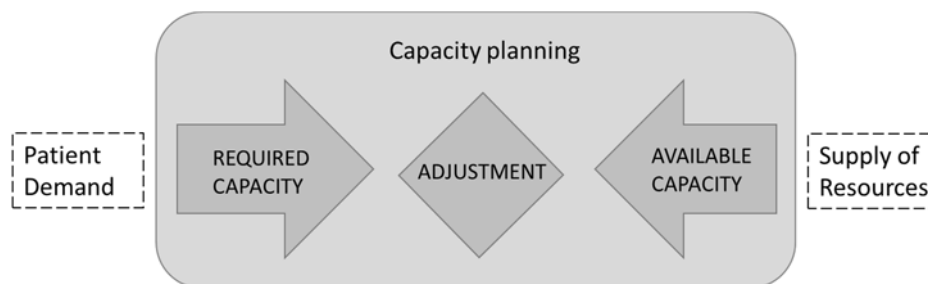 Capacity planning
Patient
Demand
REQUIRED
CAPACITY
ADJUSTMENT
AVAILABLE
CAPACITY
Supply of
Resources